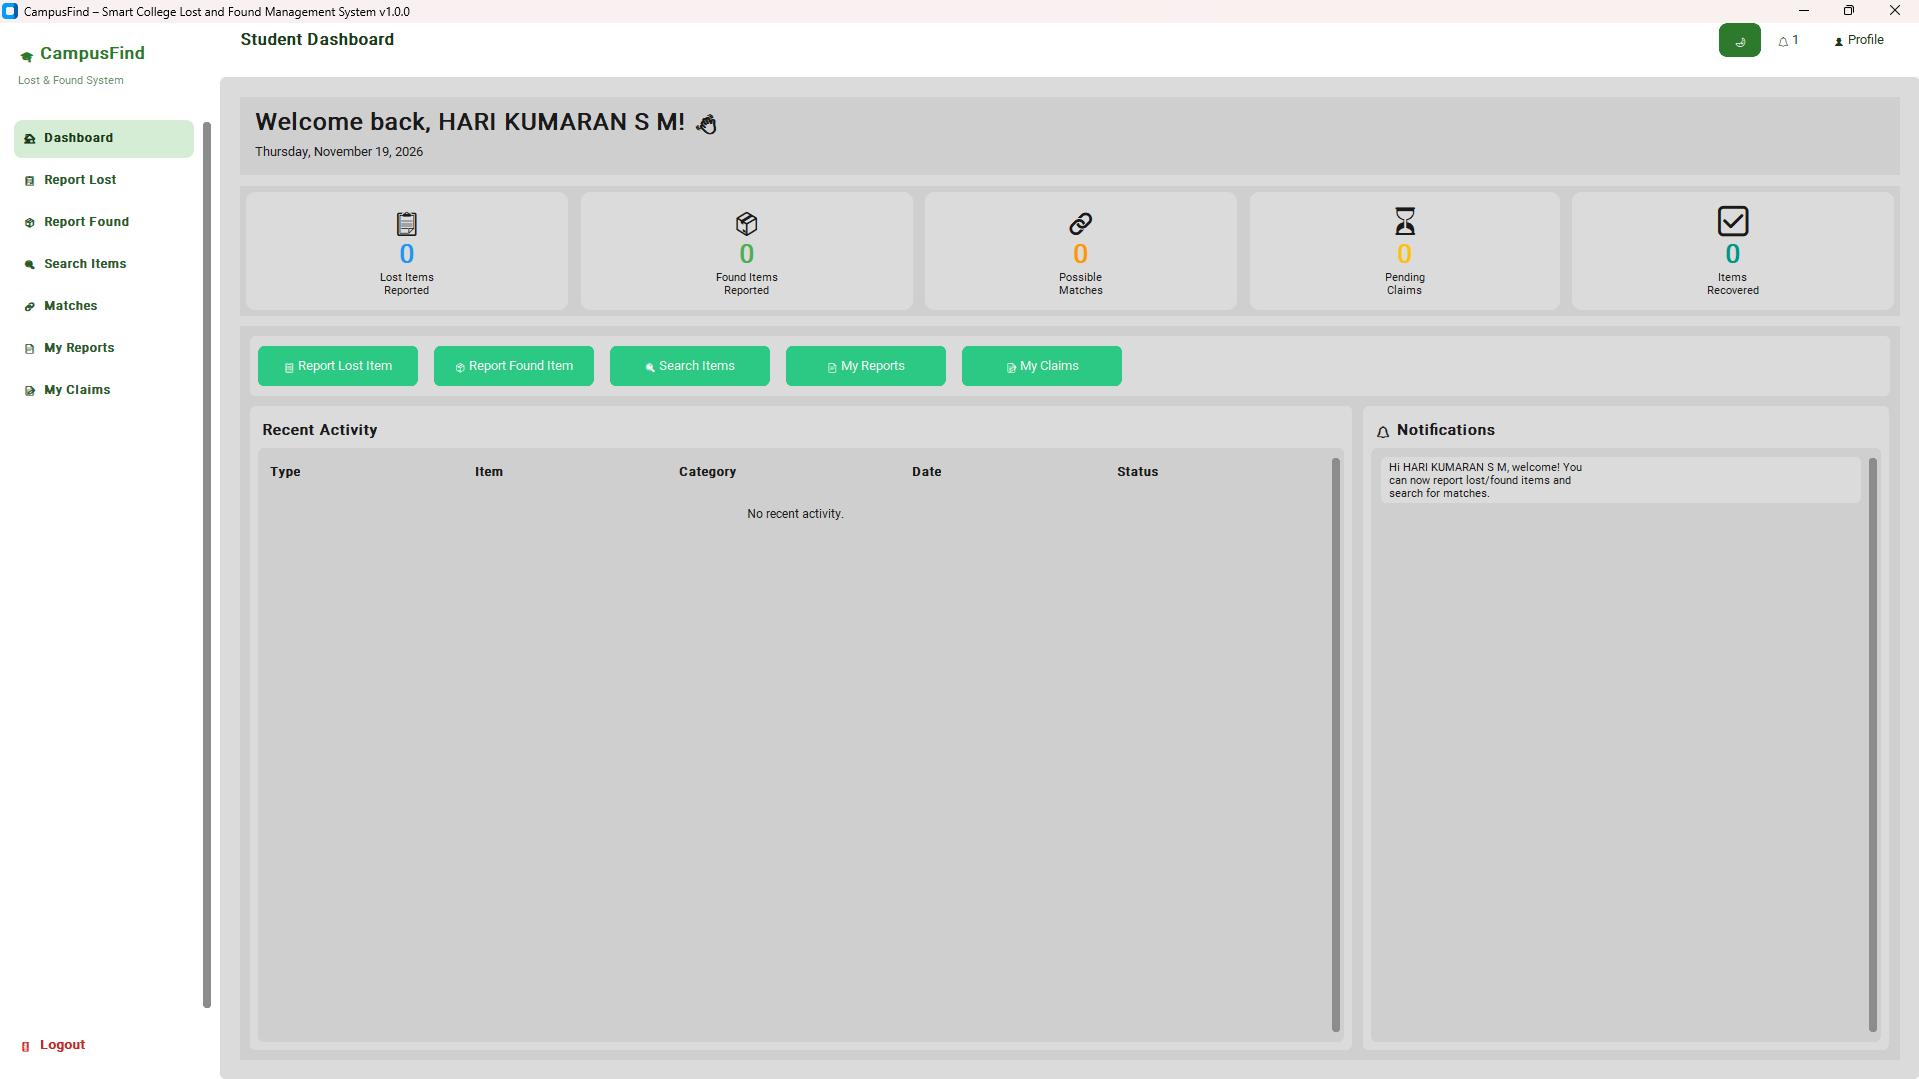 CampusFind – Smart College Lost and Found Management System v1.0.0
CampusFind
Lost & Found System
Dashboard
Report Lost
Report Found
Search Items
Matches
My Reports
My Claims
Logout
Student Dashboard
1
Profile
Welcome back, HARI KUMARAN S M!
Thursday, November 19, 2026
0
Lost Items
Reported
0
Found Items
Reported
0
Possible
Matches
0
Pending
Claims
0
Items
Recovered
Report Lost Item
Report Found Item
Search Items
My Reports
My Claims
Recent Activity
Type Item Category Date Status
No recent activity.
Notifications
Hi HARI KUMARAN S M, welcome! You
can now report lost/found items and
search for matches.